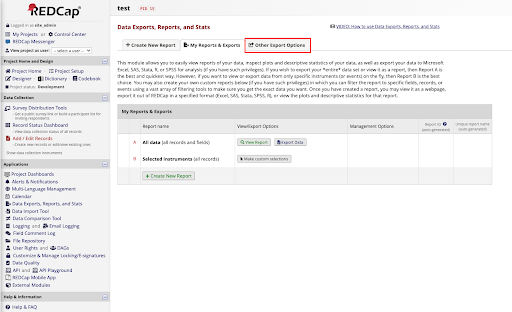 REDCap
Logged in as site_admin
My Projects or Control Center
REDCap Messenger
View project as user: -- select a user --
Project Home and Design
Project Home or Project Setup
Designer Dictionary Codebook
Project status: Development
Data Collection
Survey Distribution Tools
- Get a public survey link or build a participant list for inviting respondents
Record Status Dashboard
- View data collection status of all records
Add / Edit Records
- Create new records or edit/view existing ones
Show data collection instruments
Applications
Project Dashboards
Alerts & Notifications
Multi-Language Management
Calendar
Data Exports, Reports, and Stats
Data Import Tool
Data Comparison Tool
Logging and Email Logging
Field Comment Log
File Repository
User Rights and DAGs
Customize & Manage Locking/E-signatures
Data Quality
API and API Playground
REDCap Mobile App
External Modules
Help & Information
Help & FAQ
test PID 15
Data Exports, Reports, and Stats
VIDEO: How to use Data Exports, Reports, and Stats
+ Create New Report
My Reports & Exports
Other Export Options
This module allows you to easily view reports of your data, inspect plots and descriptive statistics of your data, as well as export your data to Microsoft
Excel, SAS, Stata, R, or SPSS for analysis (if you have such privileges). If you wish to export your *entire* data set or view it as a report, then Report A is
the best and quickest way. However, if you want to view or export data from only specific instruments (or events) on the fly, then Report B is the best
choice. You may also create your own custom reports below (if you have such privileges) in which you can filter the report to specific fields, records, or
events using a vast array of filtering tools to make sure you get the exact data you want. Once you have created a report, you may view it as a webpage,
export it out of REDCap in a specified format (Excel, SAS, Stata, SPSS, R), or view the plots and descriptive statistics for that report.
My Reports & Exports
Report name View/Export Options Management Options Report ID (auto generated) Unique report name (auto generated)
A All data (all records and fields) View Report Export Data
B Selected instruments (all records) Make custom selections
+ Create New Report